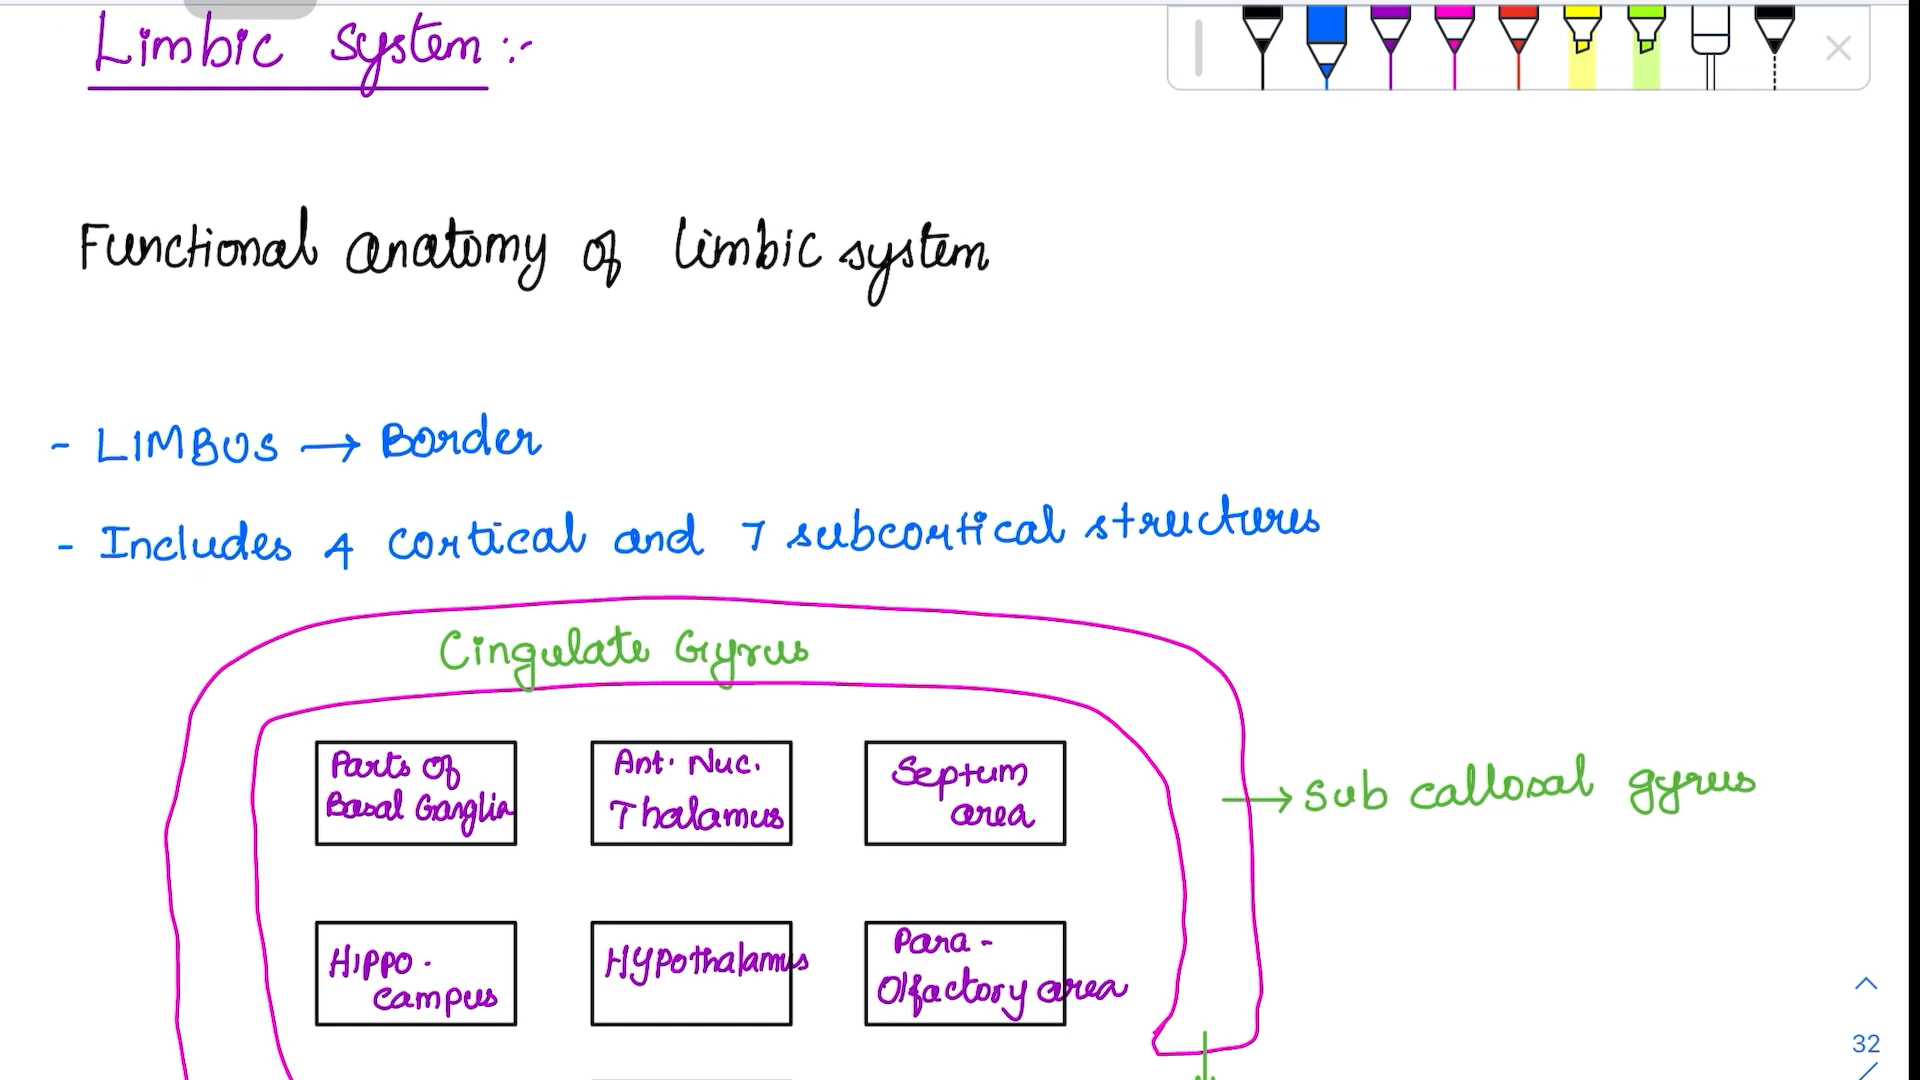 Limbic System :-
Functional anatomy of limbic system
- LIMBUS → Border
- Includes 4 cortical and 7 subcortical structures
Cingulate Gyrus
Parts Of
Basal Ganglia
Ant. Nuc.
Thalamus
Septum
area
→ Sub callosal gyrus
Hippo -
campus
Hypothalamus
Para -
Olfactory area
32